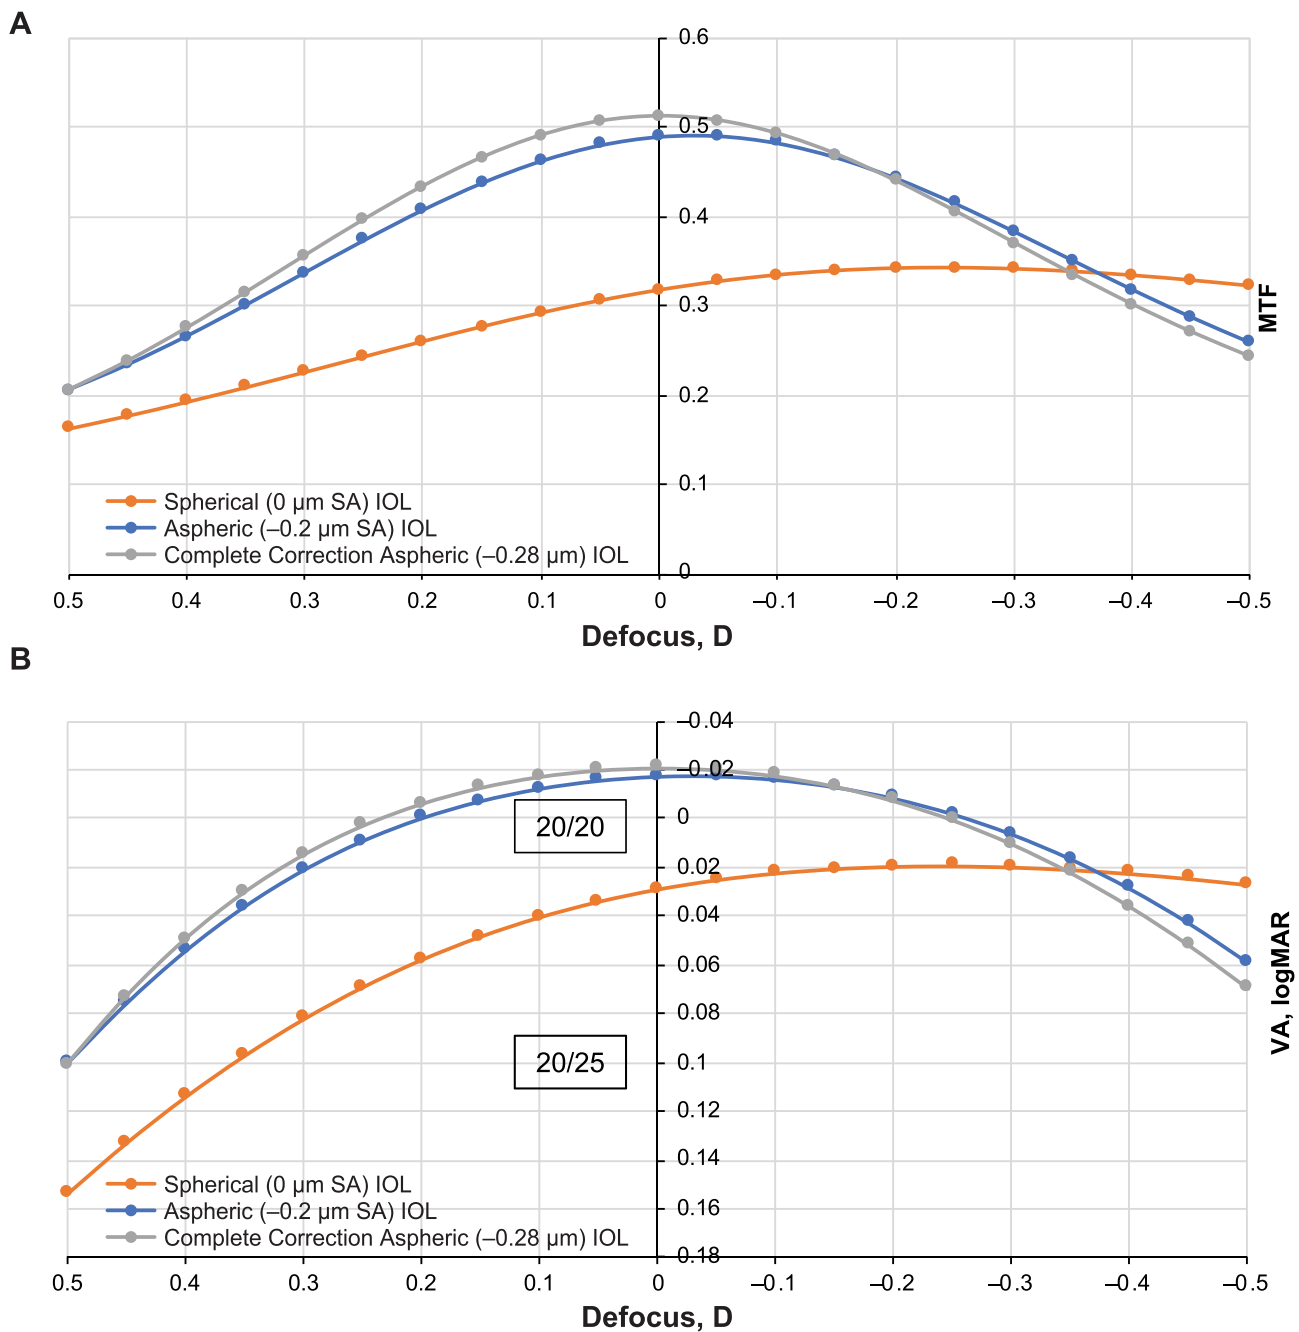 A
0.6
0.5
0.4
0.3
MTF
0.2
0.1
Spherical (0 μm SA) IOL
Aspheric (–0.2 μm SA) IOL
Complete Correction Aspheric (–0.28 μm) IOL
0
0.5 0.4 0.3 0.2 0.1 0 –0.1 –0.2 –0.3 –0.4 –0.5
Defocus, D
B
–0.04
–0.02
0
20/20
0.02
0.04
0.06
VA, logMAR
0.08
20/25
0.1
0.12
0.14
Spherical (0 μm SA) IOL
0.16
Aspheric (–0.2 μm SA) IOL
Complete Correction Aspheric (–0.28 μm) IOL
0.18
0.5 0.4 0.3 0.2 0.1 0 –0.1 –0.2 –0.3 –0.4 –0.5
Defocus, D